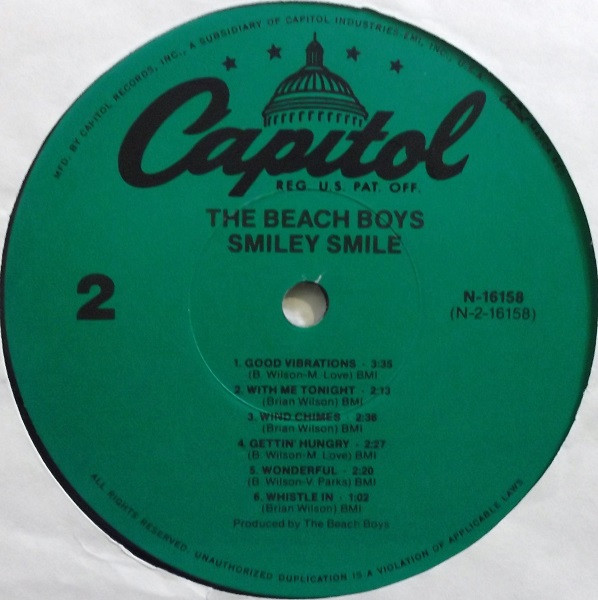 MFD. BY CAPITOL RECORDS, INC., A SUBSIDIARY OF CAPITOL INDUSTRIES-EMI, INC., U.S.A.
Capitol
REG. U.S. PAT. OFF.
THE BEACH BOYS
SMILEY SMILE
2
N-16158
(N-2-16158)
1. GOOD VIBRATIONS - 3:35
(B. Wilson-M. Love) BMI
2. WITH ME TONIGHT - 2:13
(Brian Wilson) BMI
3. WIND CHIMES - 2:36
(Brian Wilson) BMI
4. GETTIN' HUNGRY - 2:27
(B. Wilson-M. Love) BMI
5. WONDERFUL - 2:20
(B. Wilson-V. Parks) BMI
6. WHISTLE IN - 1:02
(Brian Wilson) BMI
Produced by The Beach Boys
ALL RIGHTS RESERVED. UNAUTHORIZED DUPLICATION IS A VIOLATION OF APPLICABLE LAWS